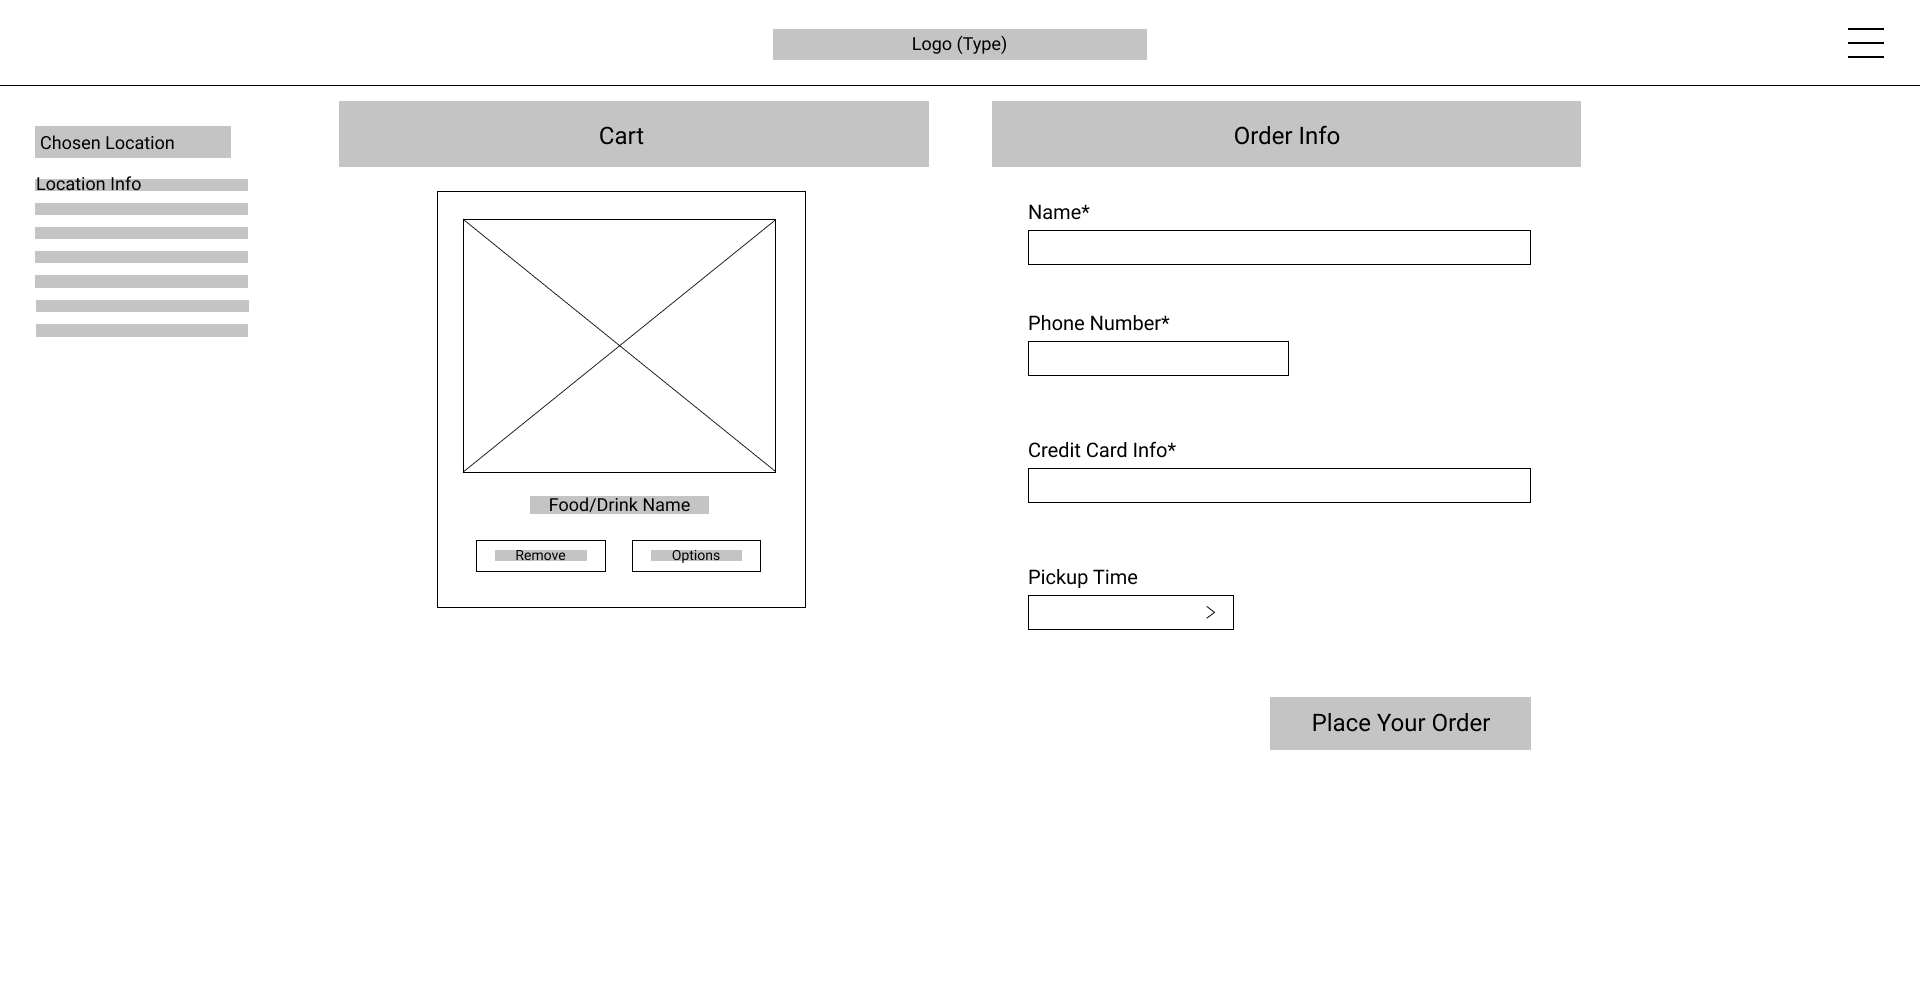 Logo (Type)
Chosen Location
Location Info
Cart
Food/Drink Name
Remove
Options
Order Info
Name*
Phone Number*
Credit Card Info*
Pickup Time
Place Your Order